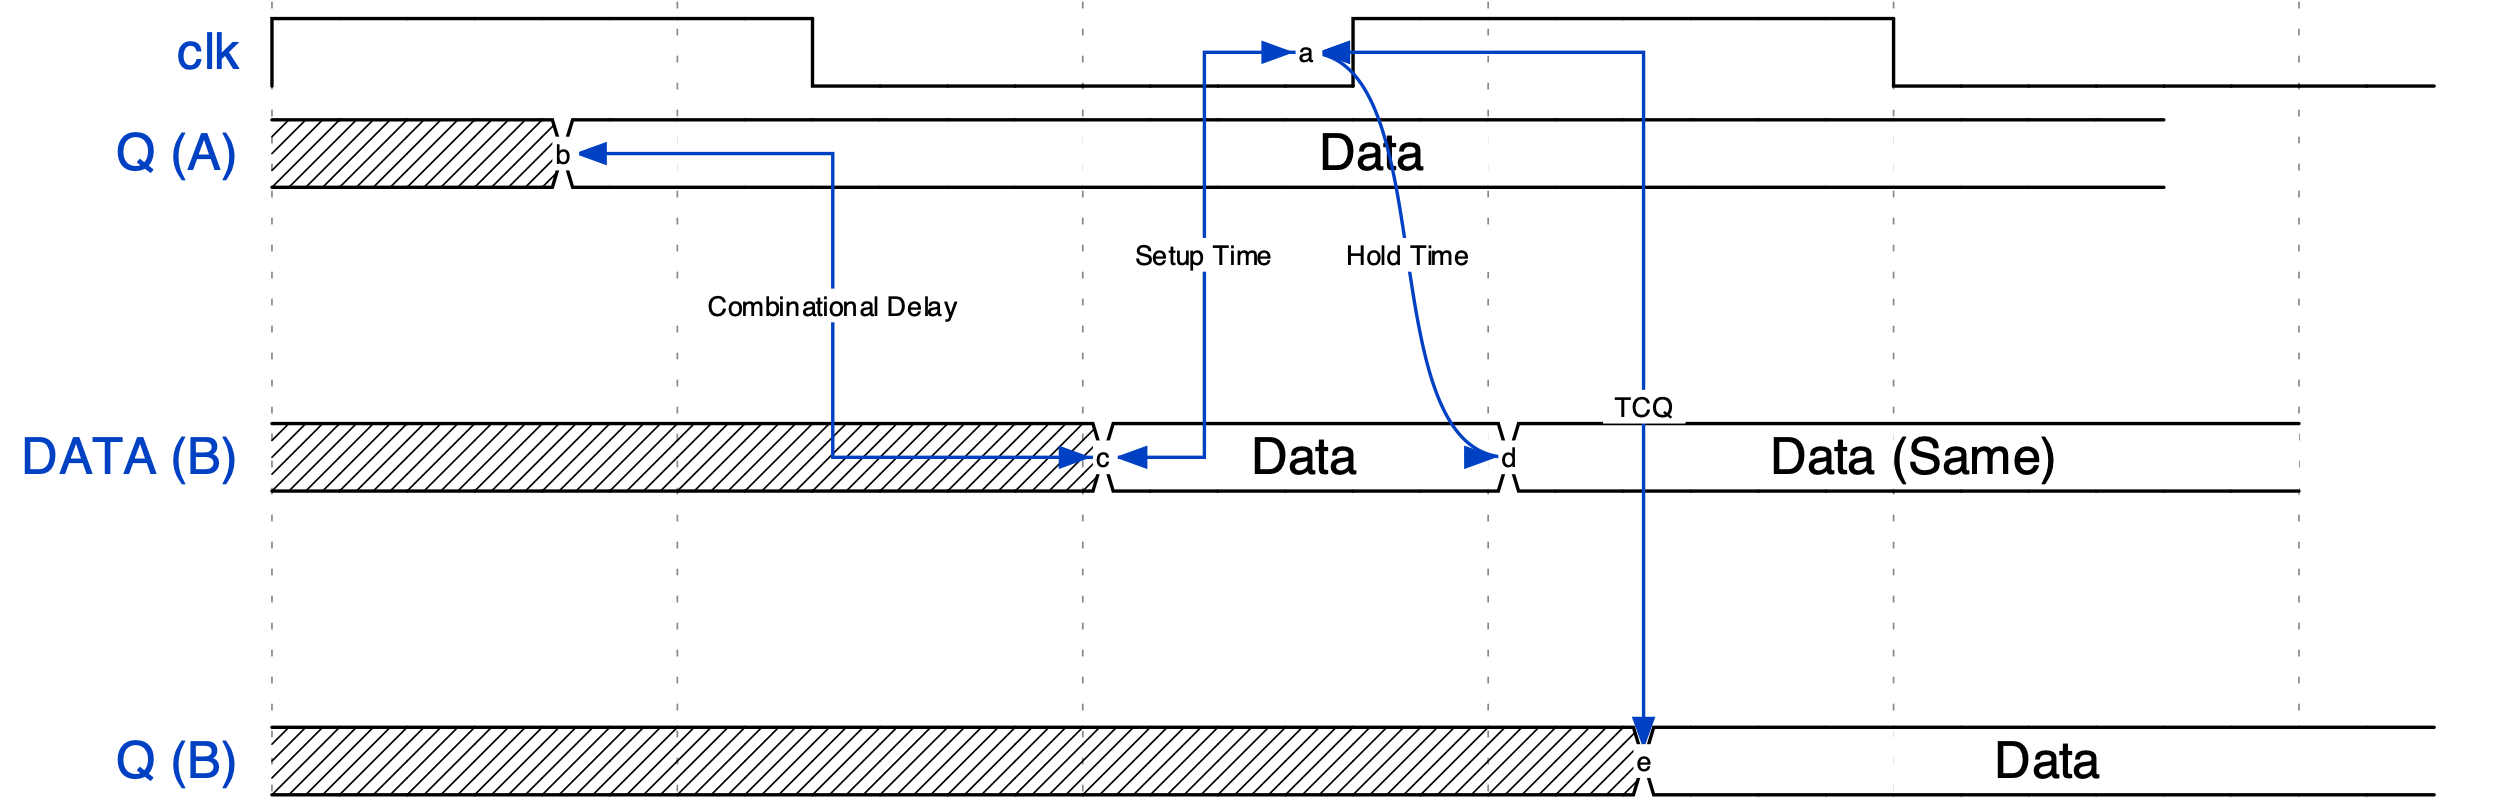 clk
a
Q (A)
b
Data
Setup Time
Hold Time
Combinational Delay
TCQ
DATA (B)
c
Data
d
Data (Same)
Q (B)
e
Data